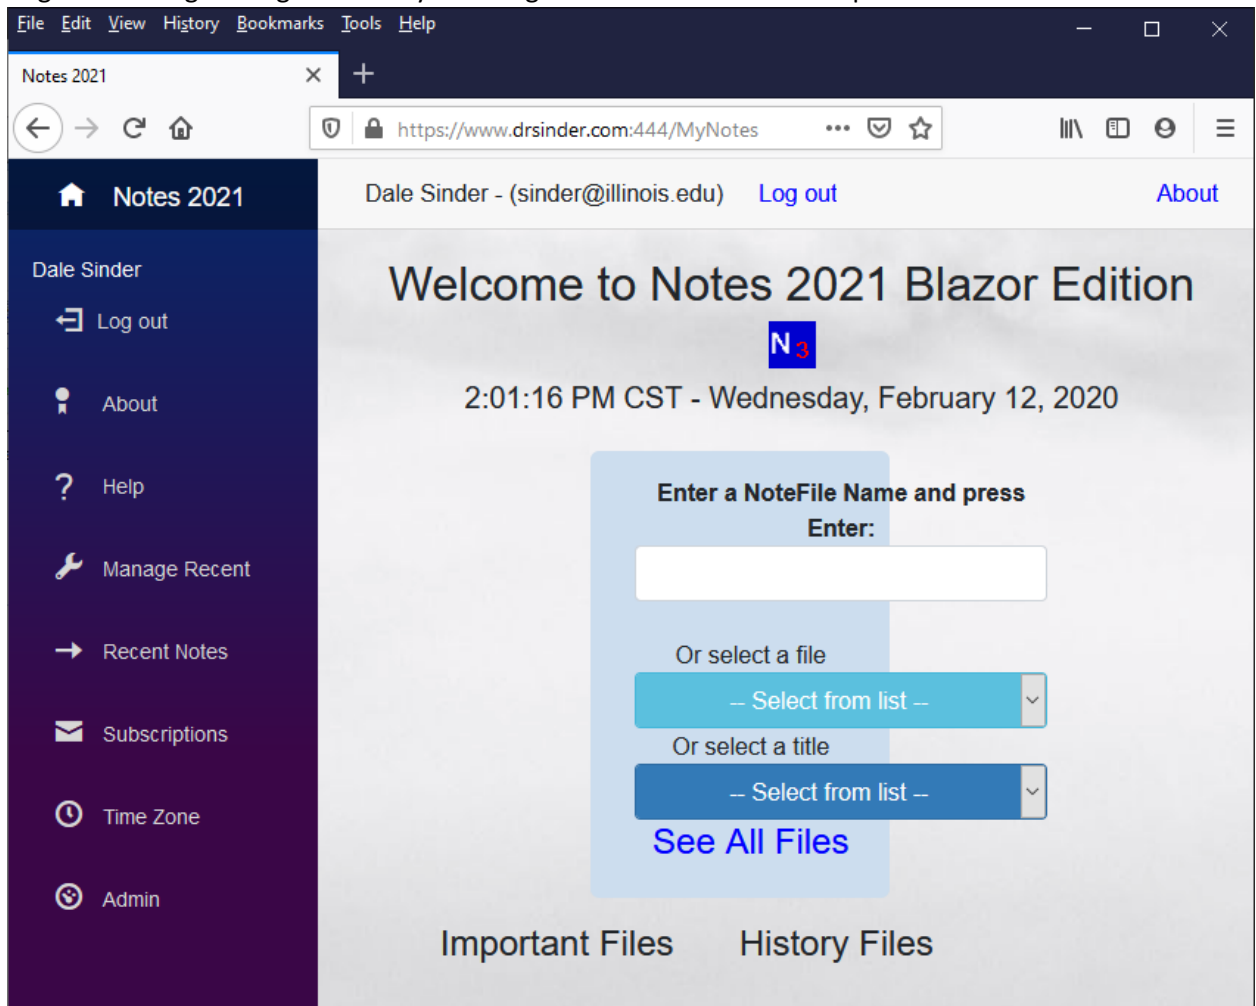 File Edit View History Bookmarks Tools Help
Notes 2021
https://www.drsinder.com:444/MyNotes
Notes 2021
Dale Sinder - (sinder@illinois.edu) Log out About
Dale Sinder
Log out
About
Help
Manage Recent
Recent Notes
Subscriptions
Time Zone
Admin
Welcome to Notes 2021 Blazor Edition
N 3
2:01:16 PM CST - Wednesday, February 12, 2020
Enter a NoteFile Name and press
Enter:
Or select a file
-- Select from list --
Or select a title
-- Select from list --
See All Files
Important Files History Files